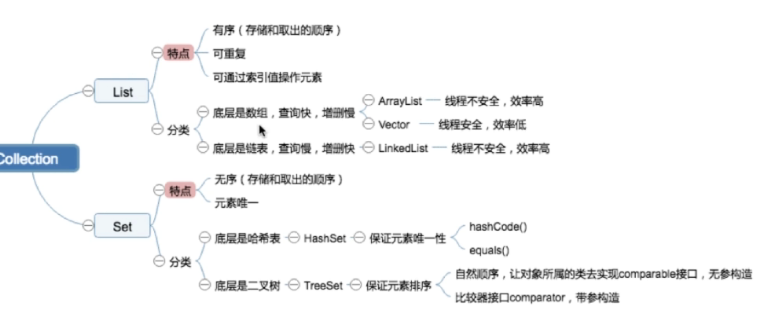 Collection
List
特点
有序（存储和取出的顺序）
可重复
可通过索引值操作元素
分类
底层是数组，查询快，增删慢
ArrayList
线程不安全，效率高
Vector
线程安全，效率低
底层是链表，查询慢，增删快
LinkedList
线程不安全，效率高
Set
特点
无序（存储和取出的顺序）
元素唯一
分类
底层是哈希表
HashSet
保证元素唯一性
hashCode()
equals()
底层是二叉树
TreeSet
保证元素排序
自然顺序，让对象所属的类去实现comparable接口，无参构造
比较器接口comparator，带参构造